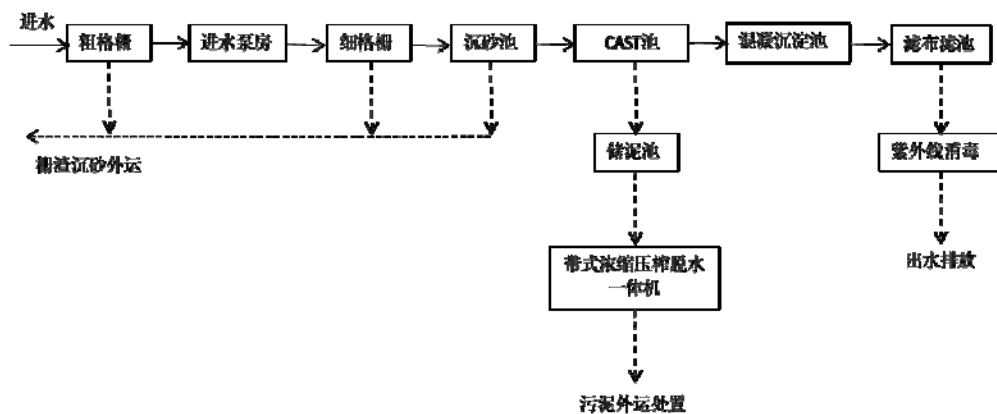 进水
粗格栅
进水泵房
细格栅
沉砂池
CAST池
混凝沉淀池
滤布滤池
栅渣沉砂外运
储泥池
紫外线消毒
带式浓缩压榨脱水
一体机
出水排放
污泥外运处置